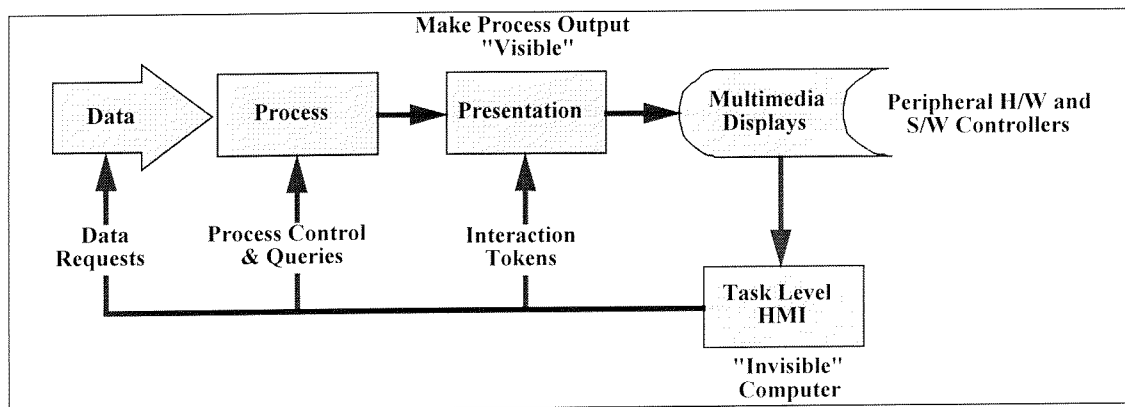 Make Process Output
"Visible"
Data
Process
Presentation
Multimedia
Displays
Peripheral H/W and
S/W Controllers
Data
Requests
Process Control
& Queries
Interaction
Tokens
Task Level
HMI
"Invisible"
Computer